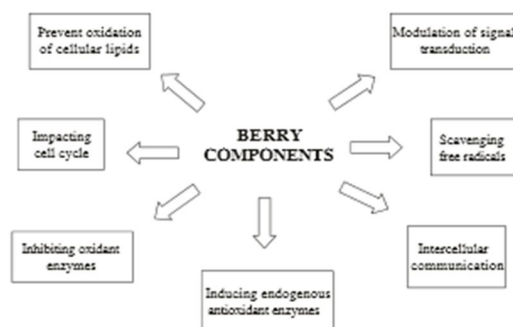 Prevent oxidation
of cellular lipids
Modulation of signal
transduction
BERRY
COMPONENTS
Impacting
cell cycle
Scavenging
free radicals
Inhibiting oxidant
enzymes
Intercellular
communication
Inducing endogenous
antioxidant enzymes